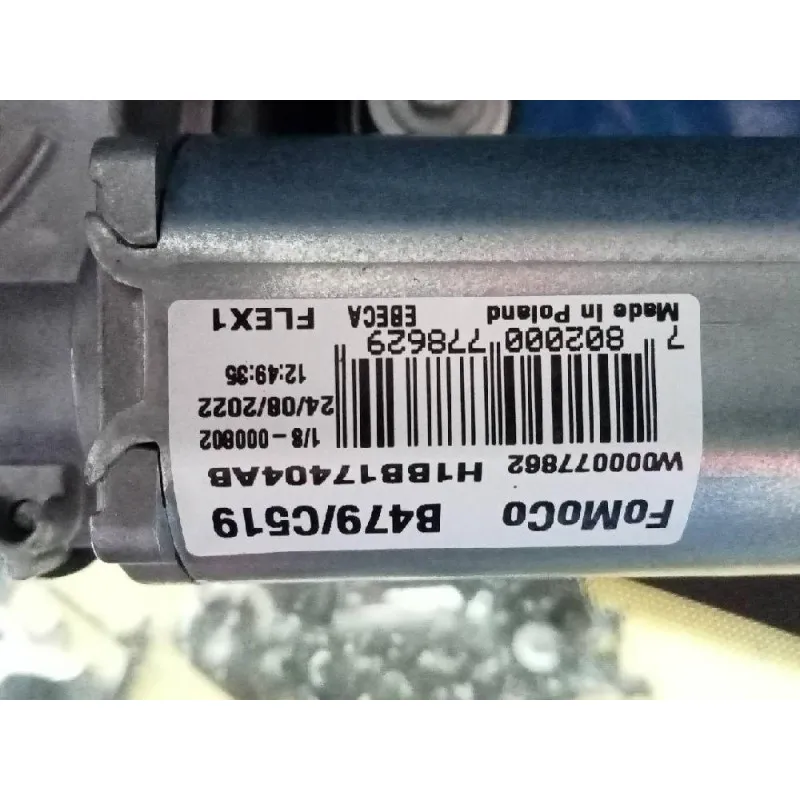 FoMoCo B479/C519
W000077862 H1BB17404AB
1/8-000802
24/08/2022
12:49:35
7 802000 778629
Made in Poland EBECA FLEX1